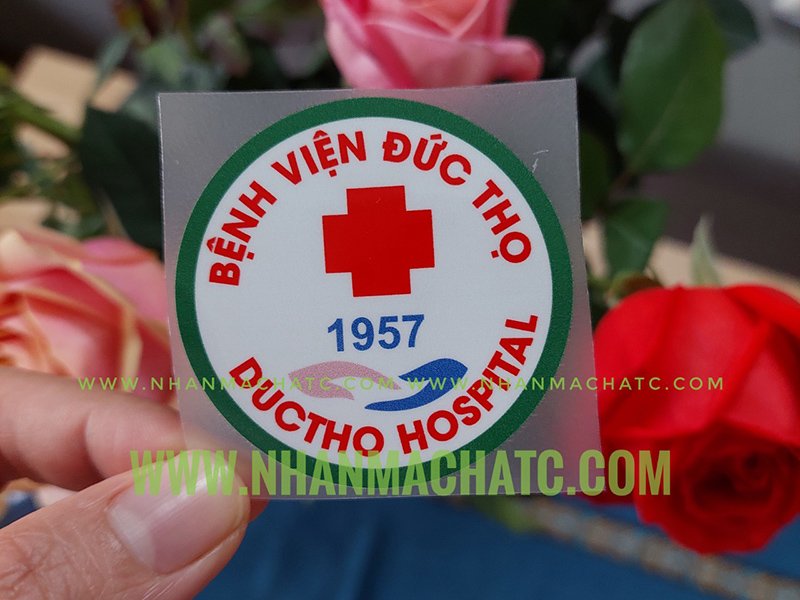 BỆNH VIỆN ĐỨC THỌ
1957
DUCTHO HOSPITAL
WWW.NHANMACHATC.COM WWW.NHANMACHATC.COM
WWW.NHANMACHATC.COM